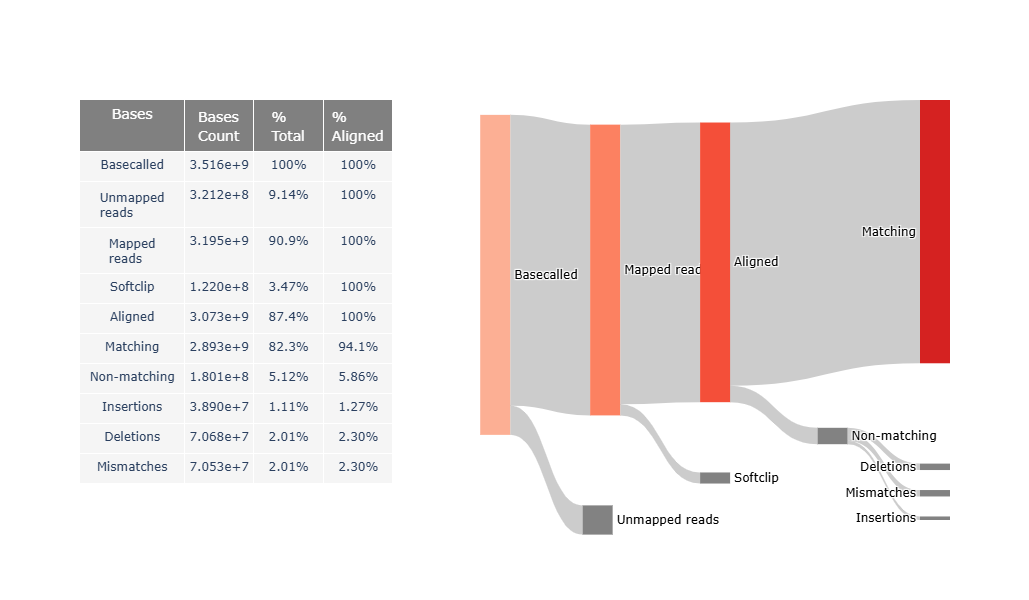 Bases Bases Count % Total % Aligned
Basecalled 3.516e+9 100% 100%
Unmapped reads 3.212e+8 9.14% 100%
Mapped reads 3.195e+9 90.9% 100%
Softclip 1.220e+8 3.47% 100%
Aligned 3.073e+9 87.4% 100%
Matching 2.893e+9 82.3% 94.1%
Non-matching 1.801e+8 5.12% 5.86%
Insertions 3.890e+7 1.11% 1.27%
Deletions 7.068e+7 2.01% 2.30%
Mismatches 7.053e+7 2.01% 2.30%
Basecalled
Mapped read
Aligned
Matching
Non-matching
Deletions
Mismatches
Insertions
Softclip
Unmapped reads